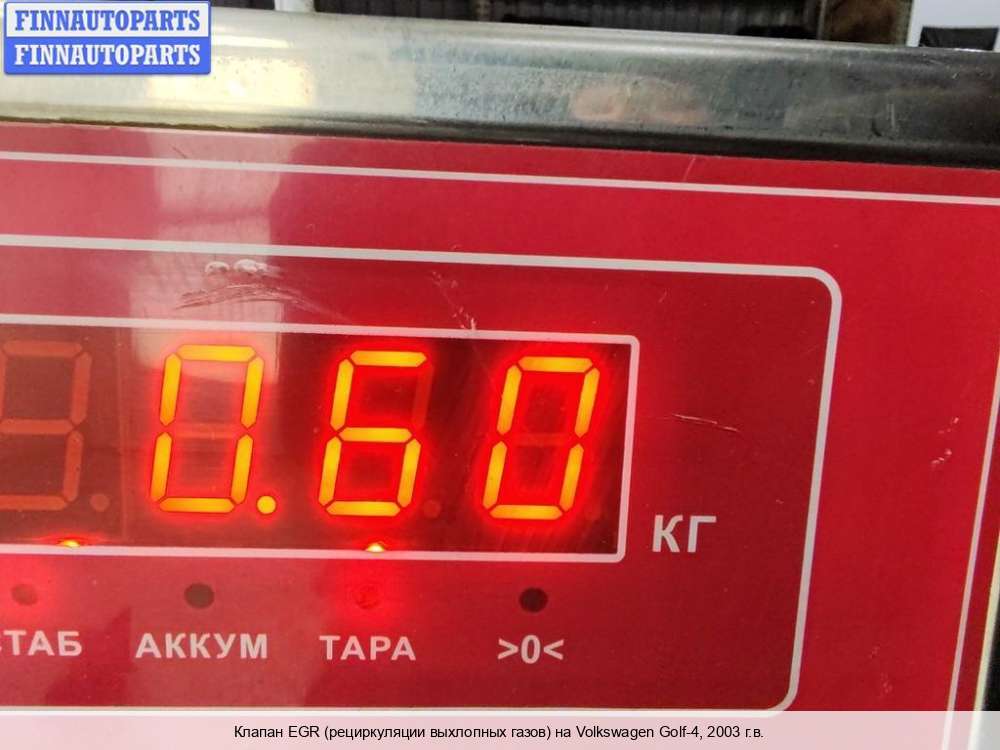 FINNAUTOPARTS
FINNAUTOPARTS
0.60
КГ
СТАБ АККУМ ТАРА >0<
Клапан EGR (рециркуляции выхлопных газов) на Volkswagen Golf-4, 2003 г.в.